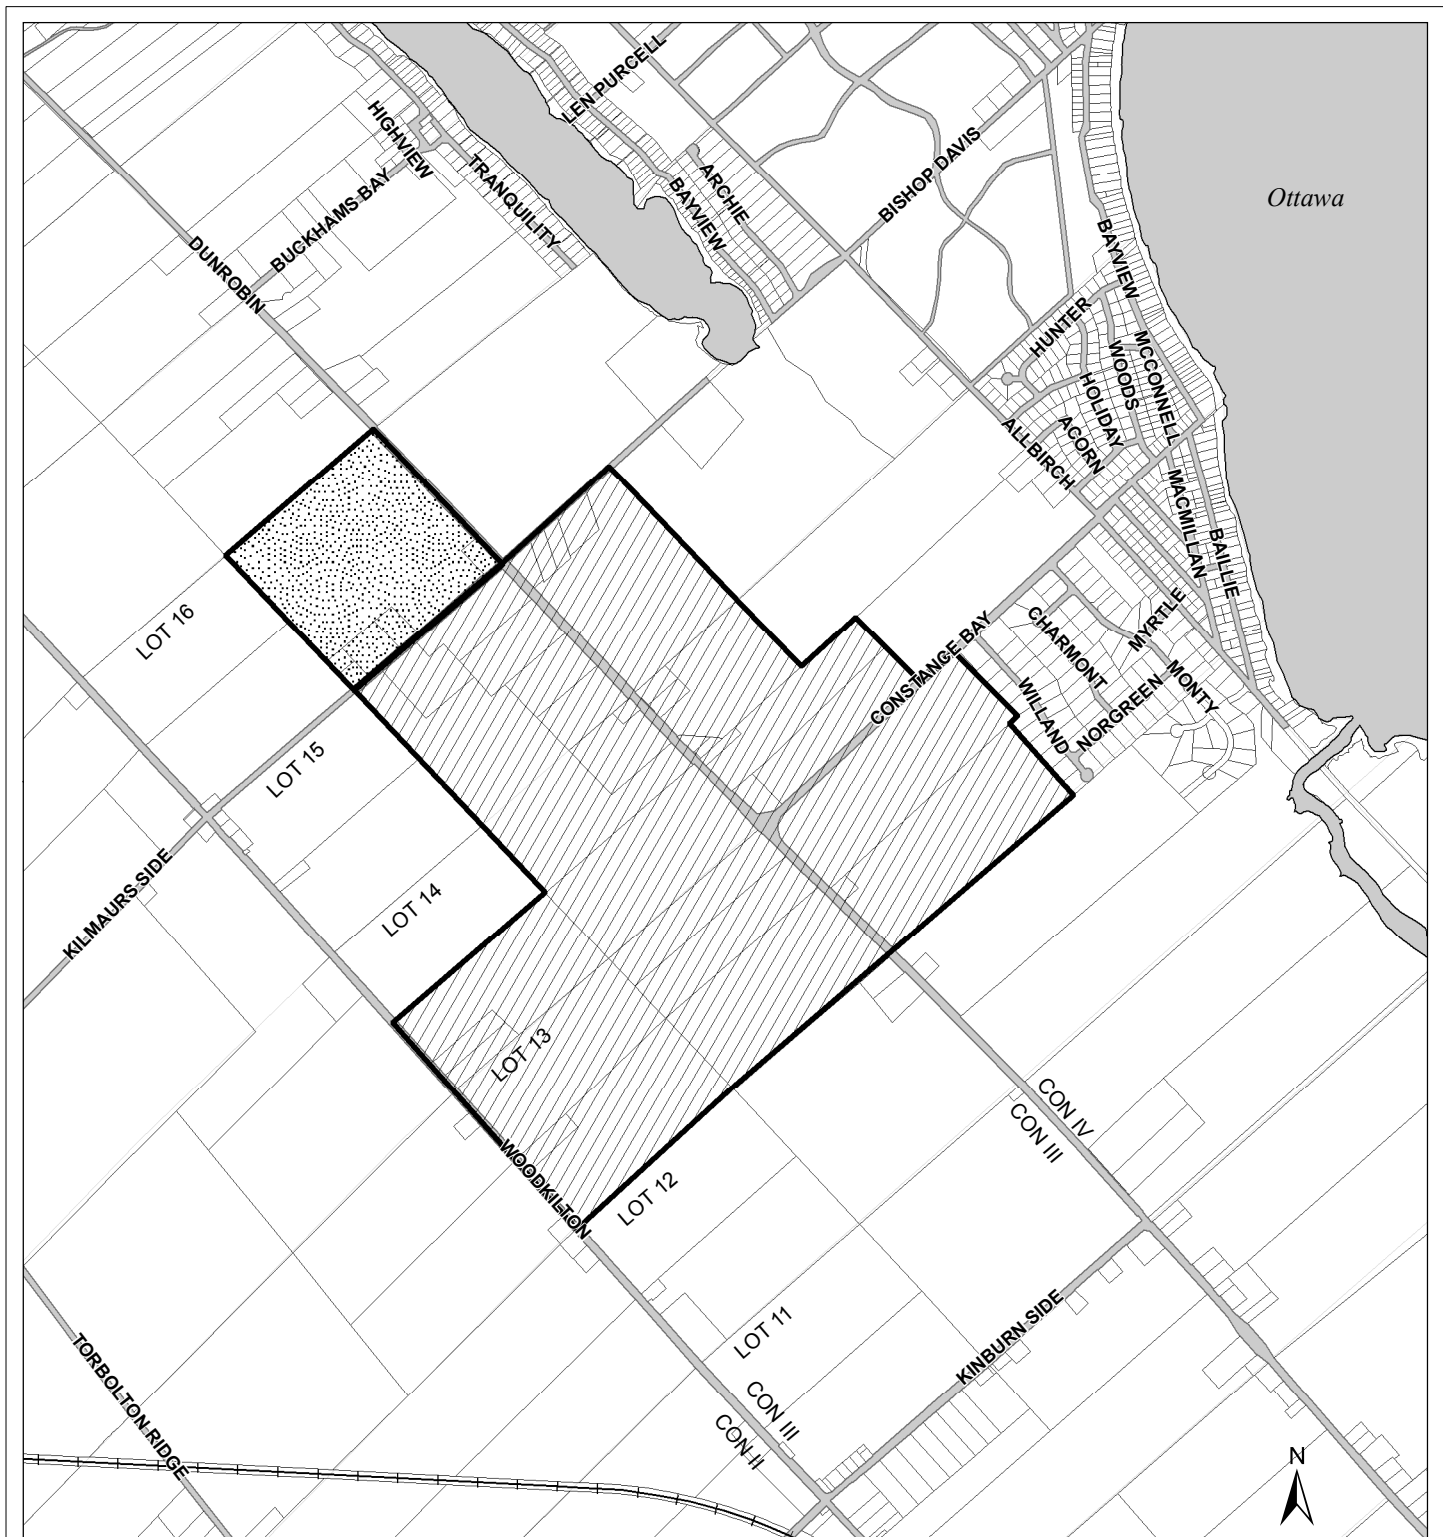 LEN PURCELL
HIGHVIEW
BISHOP DAVIS
TRANQUILITY
ARCHIE
BAYVIEW
BUCKHAMS BAY
Ottawa
DUNROBIN
BAYVIEW
HUNTER
WOODS
MCCONNELL
HOLIDAY
ACORN
ALLBIRCH
MACMILLAN
BAILLIE
LOT 16
CONSTANCE BAY
CHARMONT
MYRTLE
WILLAND
NORGREEN
MONTY
LOT 15
KILMAURS SIDE
LOT 14
LOT 13
CON IV
CON III
WOODKILTON
LOT 12
LOT 11
KINBURN SIDE
TORBOLTON RIDGE
CON III
CON II
N